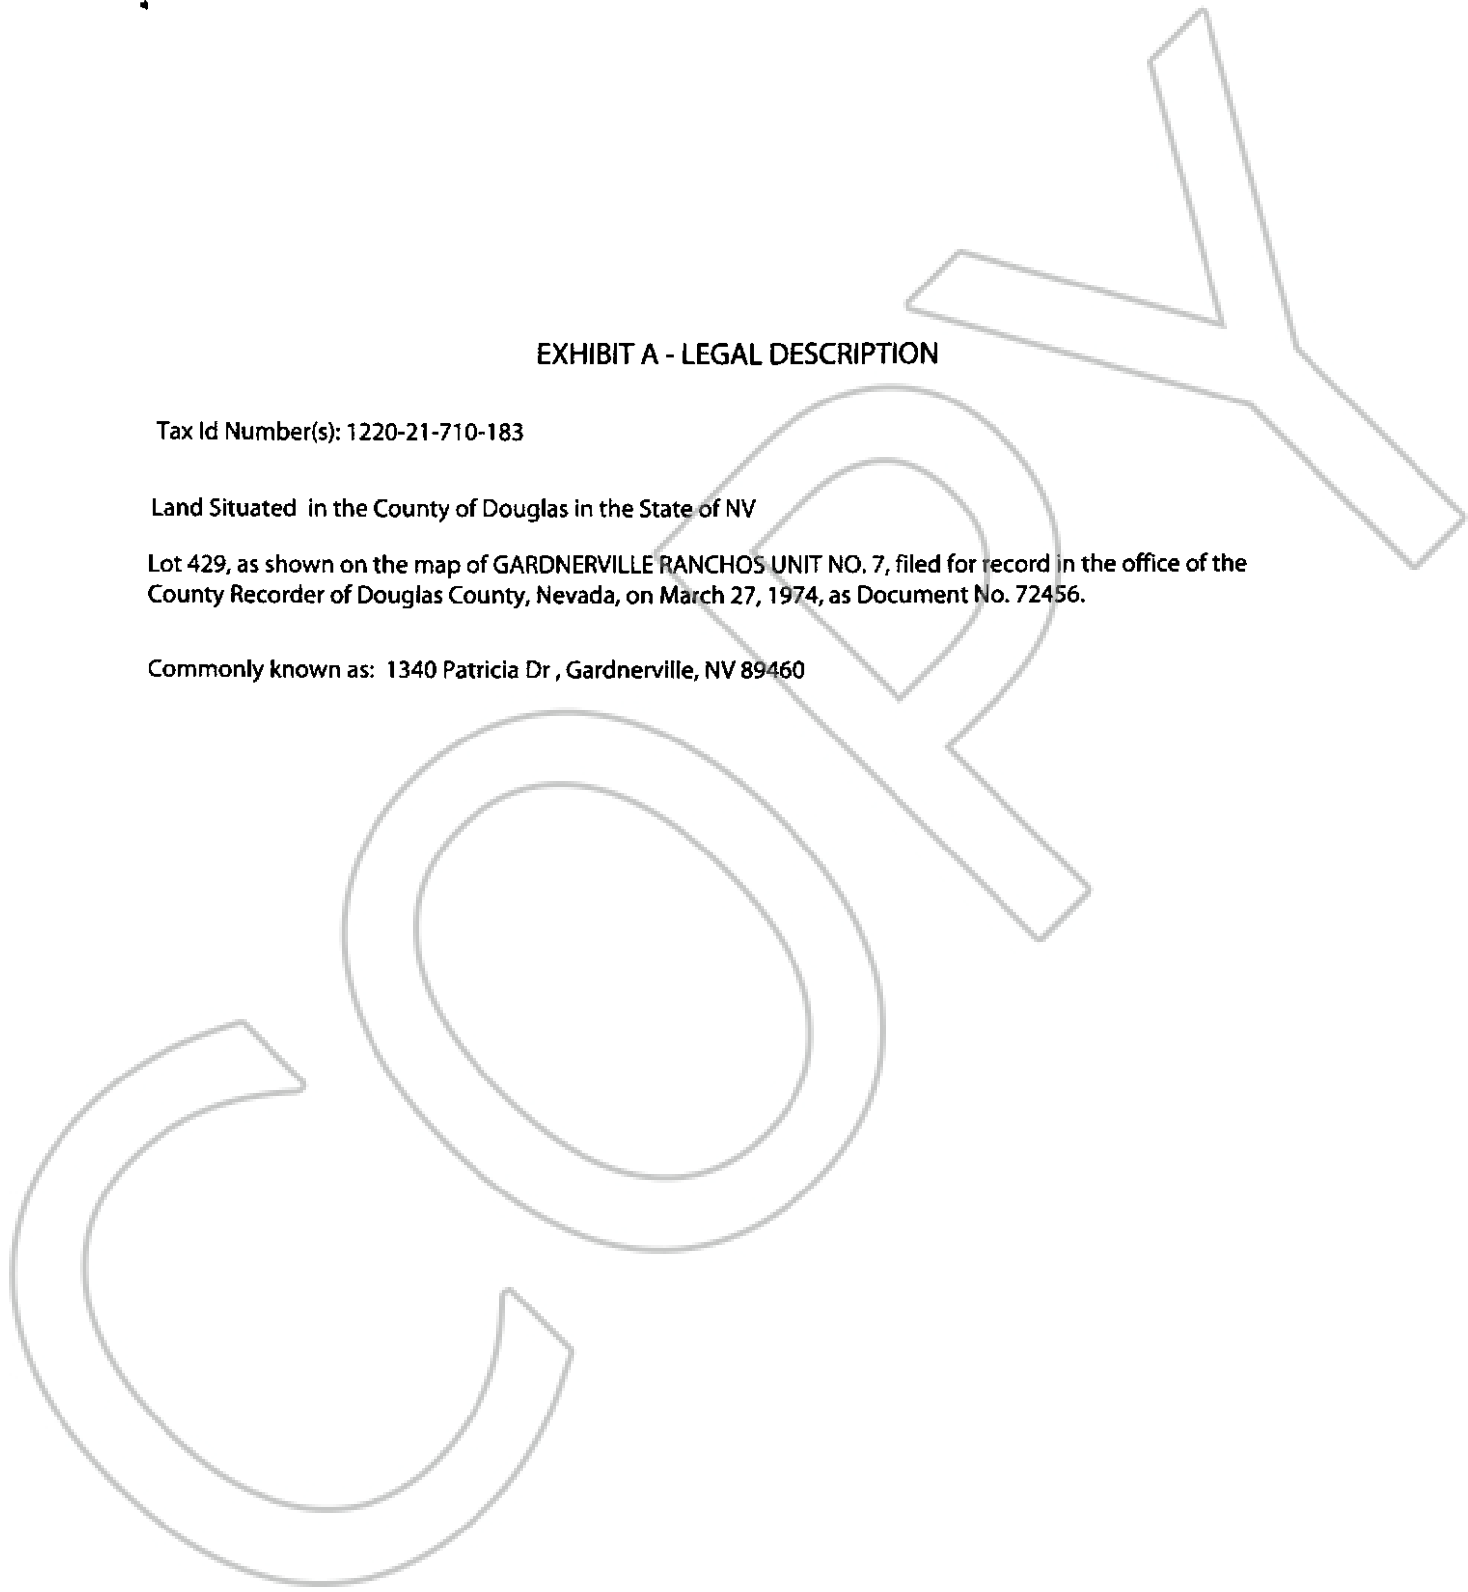 EXHIBIT A - LEGAL DESCRIPTION
Tax Id Number(s): 1220-21-710-183
Land Situated in the County of Douglas in the State of NV
Lot 429, as shown on the map of GARDNERVILLE RANCHOS UNIT NO. 7, filed for record in the office of the
County Recorder of Douglas County, Nevada, on March 27, 1974, as Document No. 72456.
Commonly known as: 1340 Patricia Dr , Gardnerville, NV 89460
COPY